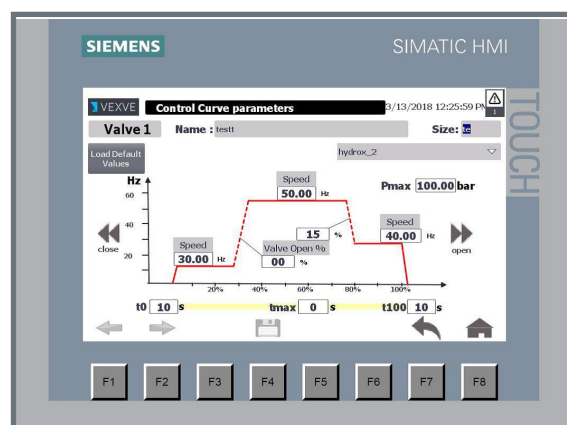 SIEMENS
SIMATIC HMI
TOUCH
VEXVE
Control Curve parameters
3/13/2018 12:25:59 PM
1
Valve 1
Name : testt
Size: te
Load Default
Values
hydrox_2
Hz
60
40
20
Speed
50.00 Hz
Pmax 100.00 bar
Speed
40.00 Hz
15 %
Valve Open %
00 %
Speed
30.00 Hz
close
open
20% 40% 60% 80% 100%
t0 10 s
tmax 0 s
t100 10 s
F1 F2 F3 F4 F5 F6 F7 F8